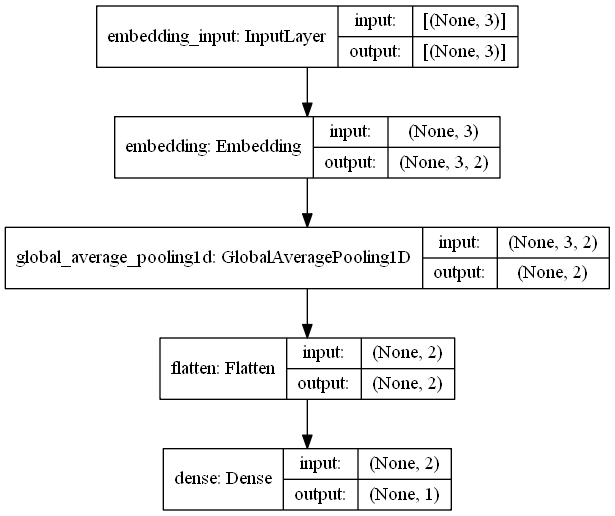 embedding_input: InputLayer
input: [(None, 3)]
output: [(None, 3)]
embedding: Embedding
input: (None, 3)
output: (None, 3, 2)
global_average_pooling1d: GlobalAveragePooling1D
input: (None, 3, 2)
output: (None, 2)
flatten: Flatten
input: (None, 2)
output: (None, 2)
dense: Dense
input: (None, 2)
output: (None, 1)